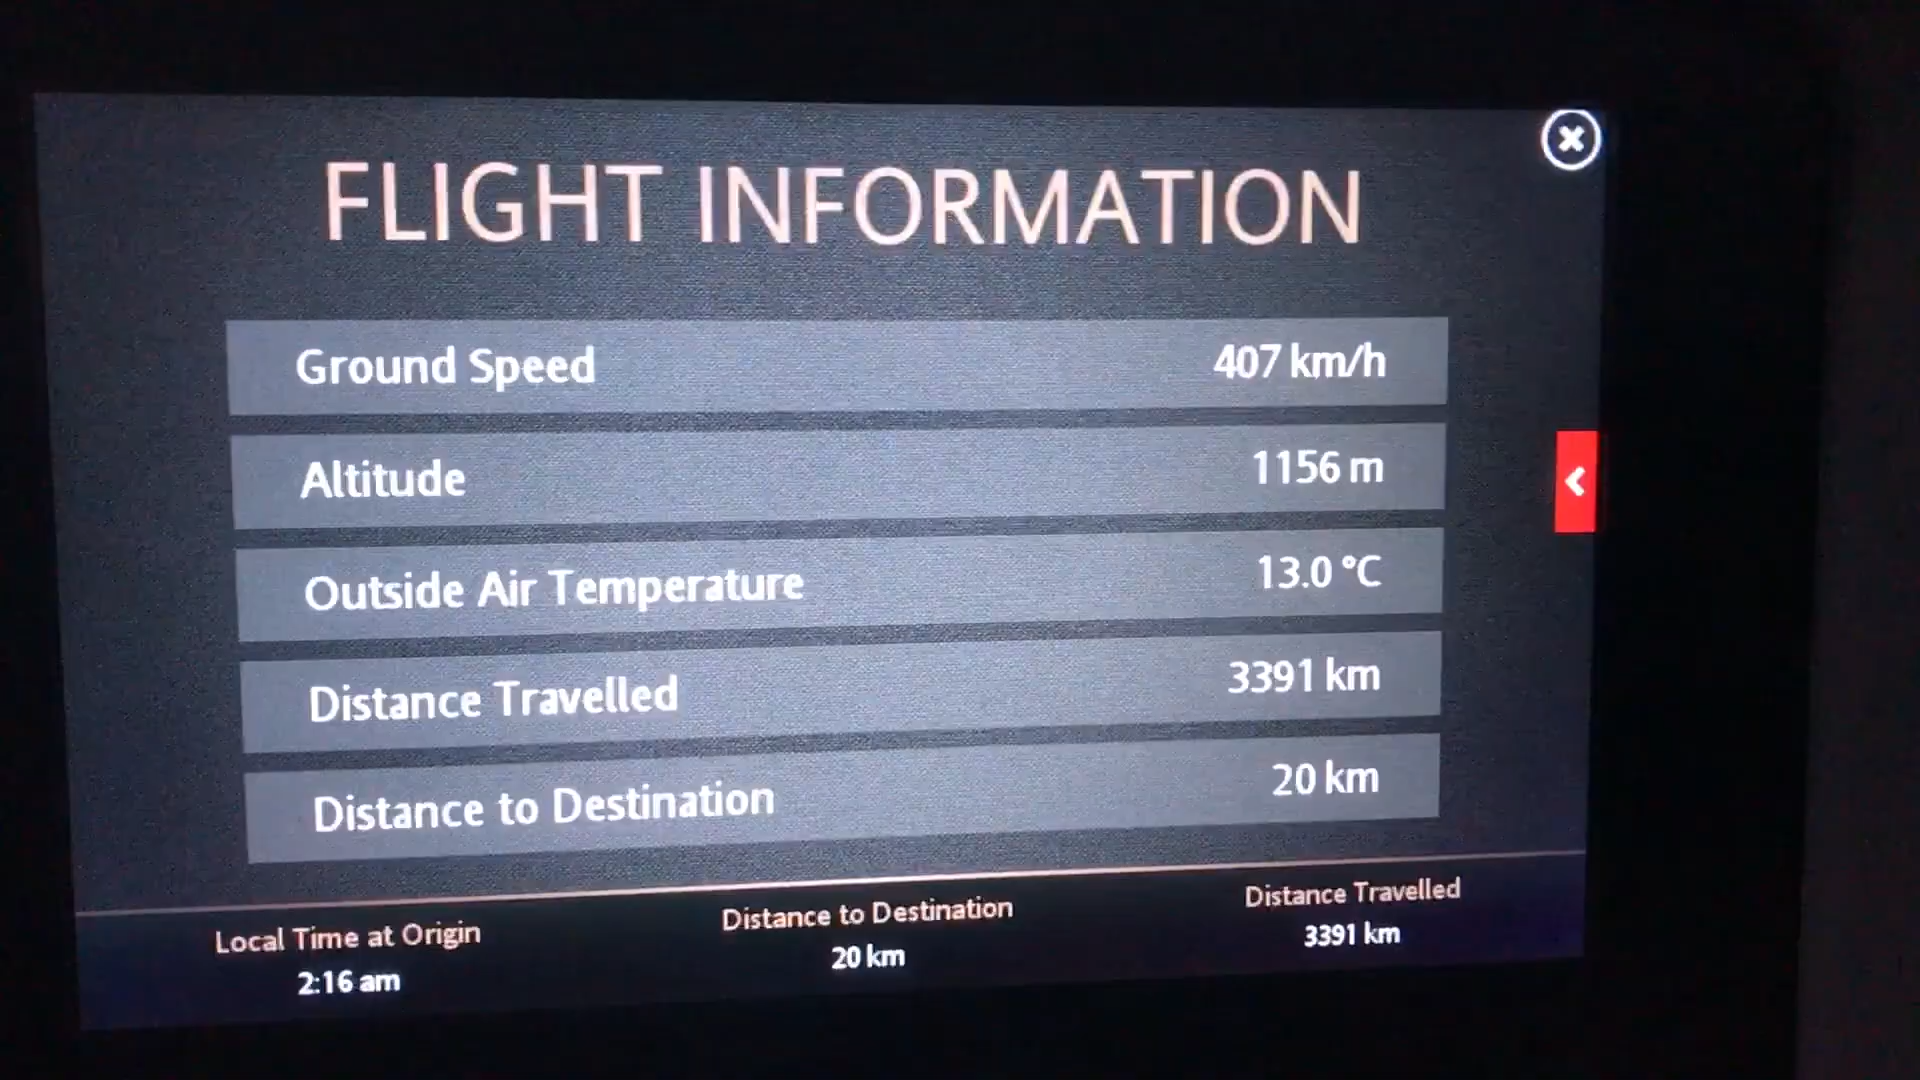 FLIGHT INFORMATION
Ground Speed 407 km/h
Altitude 1156 m
Outside Air Temperature 13.0 °C
Distance Travelled 3391 km
Distance to Destination 20 km
Local Time at Origin Distance to Destination Distance Travelled
2:16 am 20 km 3391 km